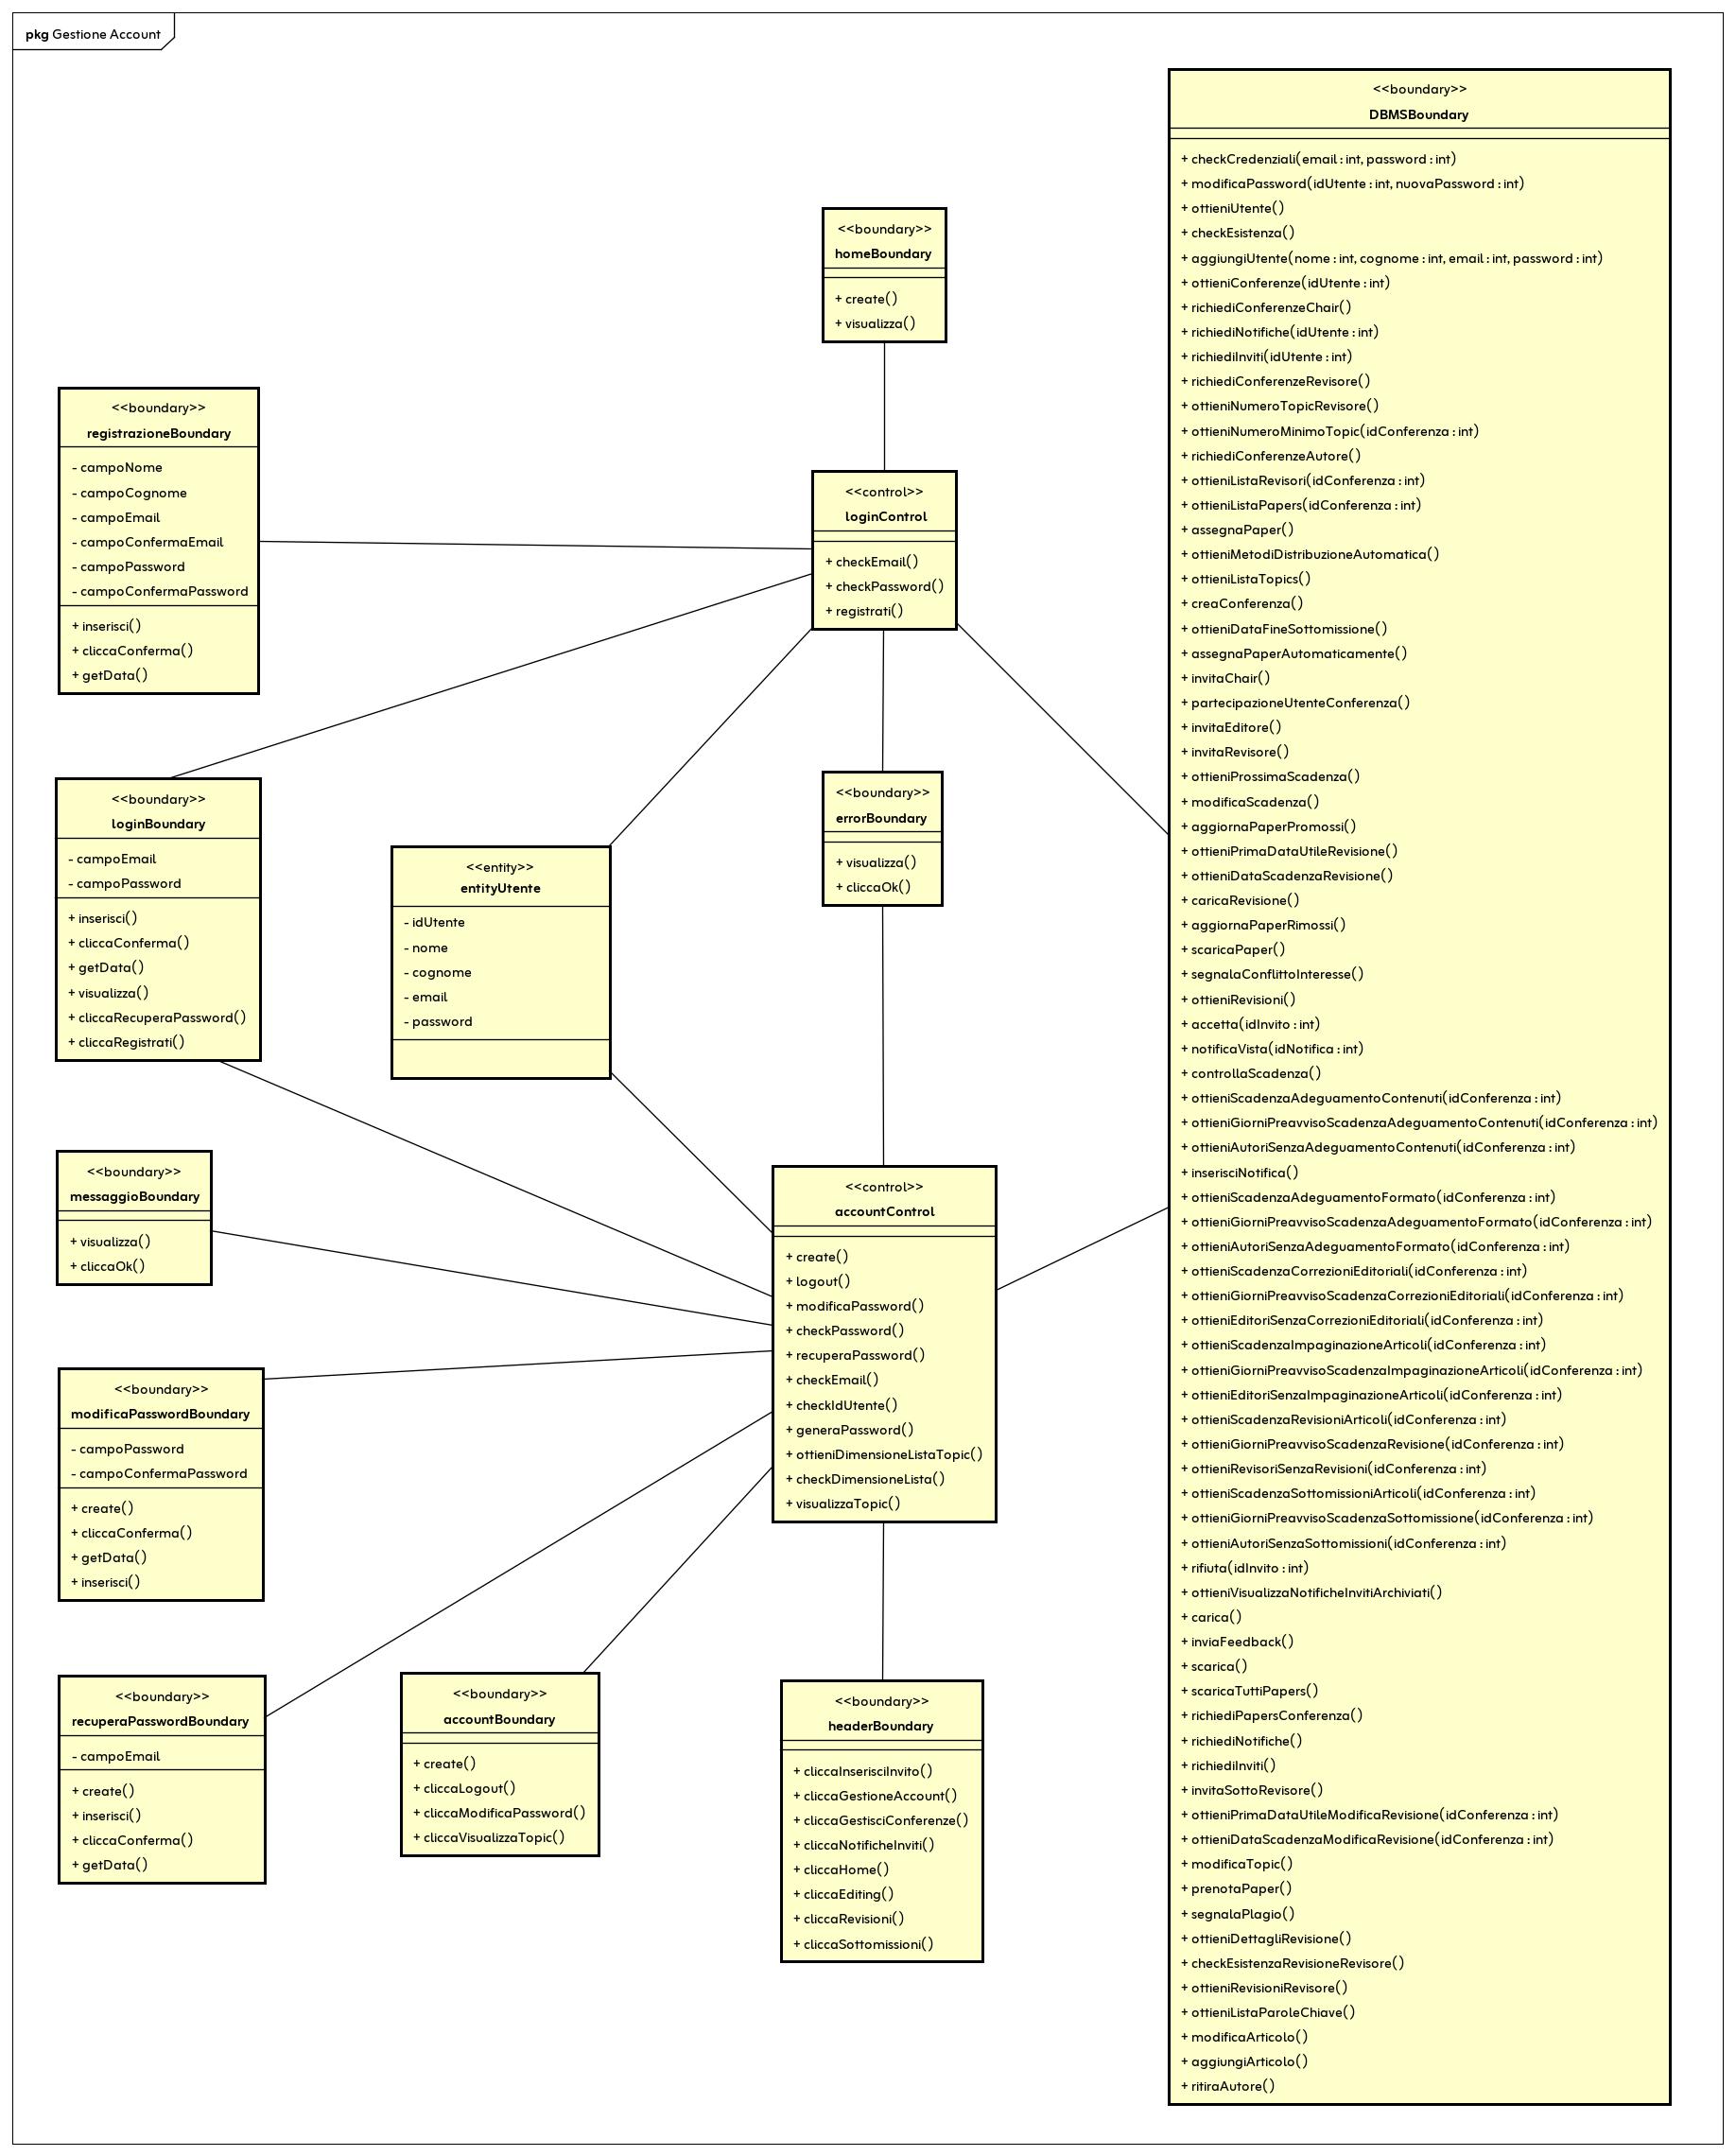 pkg Gestione Account
<<boundary>>
DBMSBoundary
+ checkCredenziali(email : int, password : int)
+ modificaPassword(idUtente : int, nuovaPassword : int)
+ ottieniUtente()
+ checkEsistenza()
+ aggiungiUtente(nome : int, cognome : int, email : int, password : int)
+ ottieniConferenze(idUtente : int)
+ richiediConferenzeChair()
+ richiediNotifiche(idUtente : int)
+ richiediInviti(idUtente : int)
+ richiediConferenzeRevisore()
+ ottieniNumeroTopicRevisore()
+ ottieniNumeroMinimoTopic(idConferenza : int)
+ richiediConferenzeAutore()
+ ottieniListaRevisori(idConferenza : int)
+ ottieniListaPapers(idConferenza : int)
+ assegnaPaper()
+ ottieniMetodiDistribuzioneAutomatica()
+ ottieniListaTopics()
+ creaConferenza()
+ ottieniDataFineSottomissione()
+ assegnaPaperAutomaticamente()
+ invitaChair()
+ partecipazioneUtenteConferenza()
+ invitaEditore()
+ invitaRevisore()
+ ottieniProssimaScadenza()
+ modificaScadenza()
+ aggiornaPaperPromossi()
+ ottieniPrimaDataUtileRevisione()
+ ottieniDataScadenzaRevisione()
+ caricaRevisione()
+ aggiornaPaperRimossi()
+ scaricaPaper()
+ segnalaConflittoInteresse()
+ ottieniRevisioni()
+ accetta(idInvito : int)
+ notificaVista(idNotifica : int)
+ controllaScadenza()
+ ottieniScadenzaAdeguamentoContenuti(idConferenza : int)
+ ottieniGiorniPreavvisoScadenzaAdeguamentoContenuti(idConferenza : int)
+ ottieniAutoriSenzaAdeguamentoContenuti(idConferenza : int)
+ inserisciNotifica()
+ ottieniScadenzaAdeguamentoFormato(idConferenza : int)
+ ottieniGiorniPreavvisoScadenzaAdeguamentoFormato(idConferenza : int)
+ ottieniAutoriSenzaAdeguamentoFormato(idConferenza : int)
+ ottieniScadenzaCorrezioniEditoriali(idConferenza : int)
+ ottieniGiorniPreavvisoScadenzaCorrezioniEditoriali(idConferenza : int)
+ ottieniEditoriSenzaCorrezioniEditoriali(idConferenza : int)
+ ottieniScadenzaImpaginazioneArticoli(idConferenza : int)
+ ottieniGiorniPreavvisoScadenzaImpaginazioneArticoli(idConferenza : int)
+ ottieniEditoriSenzaImpaginazioneArticoli(idConferenza : int)
+ ottieniScadenzaRevisioniArticoli(idConferenza : int)
+ ottieniGiorniPreavvisoScadenzaRevisione(idConferenza : int)
+ ottieniRevisoriSenzaRevisioni(idConferenza : int)
+ ottieniScadenzaSottomissioniArticoli(idConferenza : int)
+ ottieniGiorniPreavvisoScadenzaSottomissione(idConferenza : int)
+ ottieniAutoriSenzaSottomissioni(idConferenza : int)
+ rifiuta(idInvito : int)
+ ottieniVisualizzaNotificheInvitiArchiviati()
+ carica()
+ inviaFeedback()
+ scarica()
+ scaricaTuttiPapers()
+ richiediPapersConferenza()
+ richiediNotifiche()
+ richiediInviti()
+ invitaSottoRevisore()
+ ottieniPrimaDataUtileModificaRevisione(idConferenza : int)
+ ottieniDataScadenzaModificaRevisione(idConferenza : int)
+ modificaTopic()
+ prenotaPaper()
+ segnalaPlagio()
+ ottieniDettagliRevisione()
+ checkEsistenzaRevisioneRevisore()
+ ottieniRevisioniRevisore()
+ ottieniListaParoleChiave()
+ modificaArticolo()
+ aggiungiArticolo()
+ ritiraAutore()
<<boundary>>
homeBoundary
+ create()
+ visualizza()
<<boundary>>
registrazioneBoundary
- campoNome
- campoCognome
- campoEmail
- campoConfermaEmail
- campoPassword
- campoConfermaPassword
+ inserisci()
+ cliccaConferma()
+ getData()
<<control>>
loginControl
+ checkEmail()
+ checkPassword()
+ registrati()
<<boundary>>
loginBoundary
- campoEmail
- campoPassword
+ inserisci()
+ cliccaConferma()
+ getData()
+ visualizza()
+ cliccaRecuperaPassword()
+ cliccaRegistrati()
<<entity>>
entityUtente
- idUtente
- nome
- cognome
- email
- password
<<boundary>>
errorBoundary
+ visualizza()
+ cliccaOk()
<<boundary>>
messaggioBoundary
+ visualizza()
+ cliccaOk()
<<control>>
accountControl
+ create()
+ logout()
+ modificaPassword()
+ checkPassword()
+ recuperaPassword()
+ checkEmail()
+ checkIdUtente()
+ generaPassword()
+ ottieniDimensioneListaTopic()
+ checkDimensioneLista()
+ visualizzaTopic()
<<boundary>>
modificaPasswordBoundary
- campoPassword
- campoConfermaPassword
+ create()
+ cliccaConferma()
+ getData()
+ inserisci()
<<boundary>>
recuperaPasswordBoundary
- campoEmail
+ create()
+ inserisci()
+ cliccaConferma()
+ getData()
<<boundary>>
accountBoundary
+ create()
+ cliccaLogout()
+ cliccaModificaPassword()
+ cliccaVisualizzaTopic()
<<boundary>>
headerBoundary
+ cliccaInserisciInvito()
+ cliccaGestioneAccount()
+ cliccaGestisciConferenze()
+ cliccaNotificheInviti()
+ cliccaHome()
+ cliccaEditing()
+ cliccaRevisioni()
+ cliccaSottomissioni()